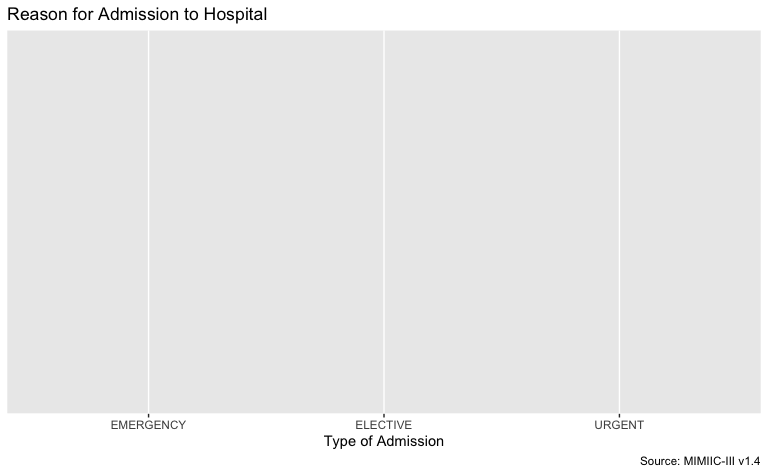 Reason for Admission to Hospital
EMERGENCY ELECTIVE URGENT
Type of Admission
Source: MIMIIC-III v1.4